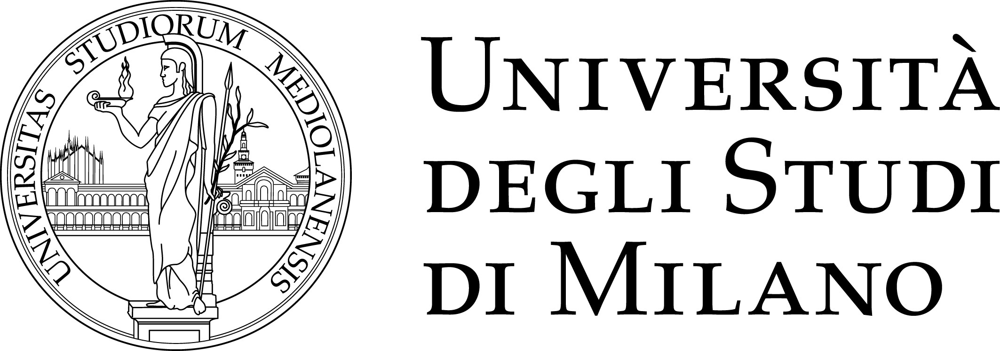 UNIVERSITAS STUDIORUM MEDIOLANENSIS
UNIVERSITÀ
DEGLI STUDI
DI MILANO